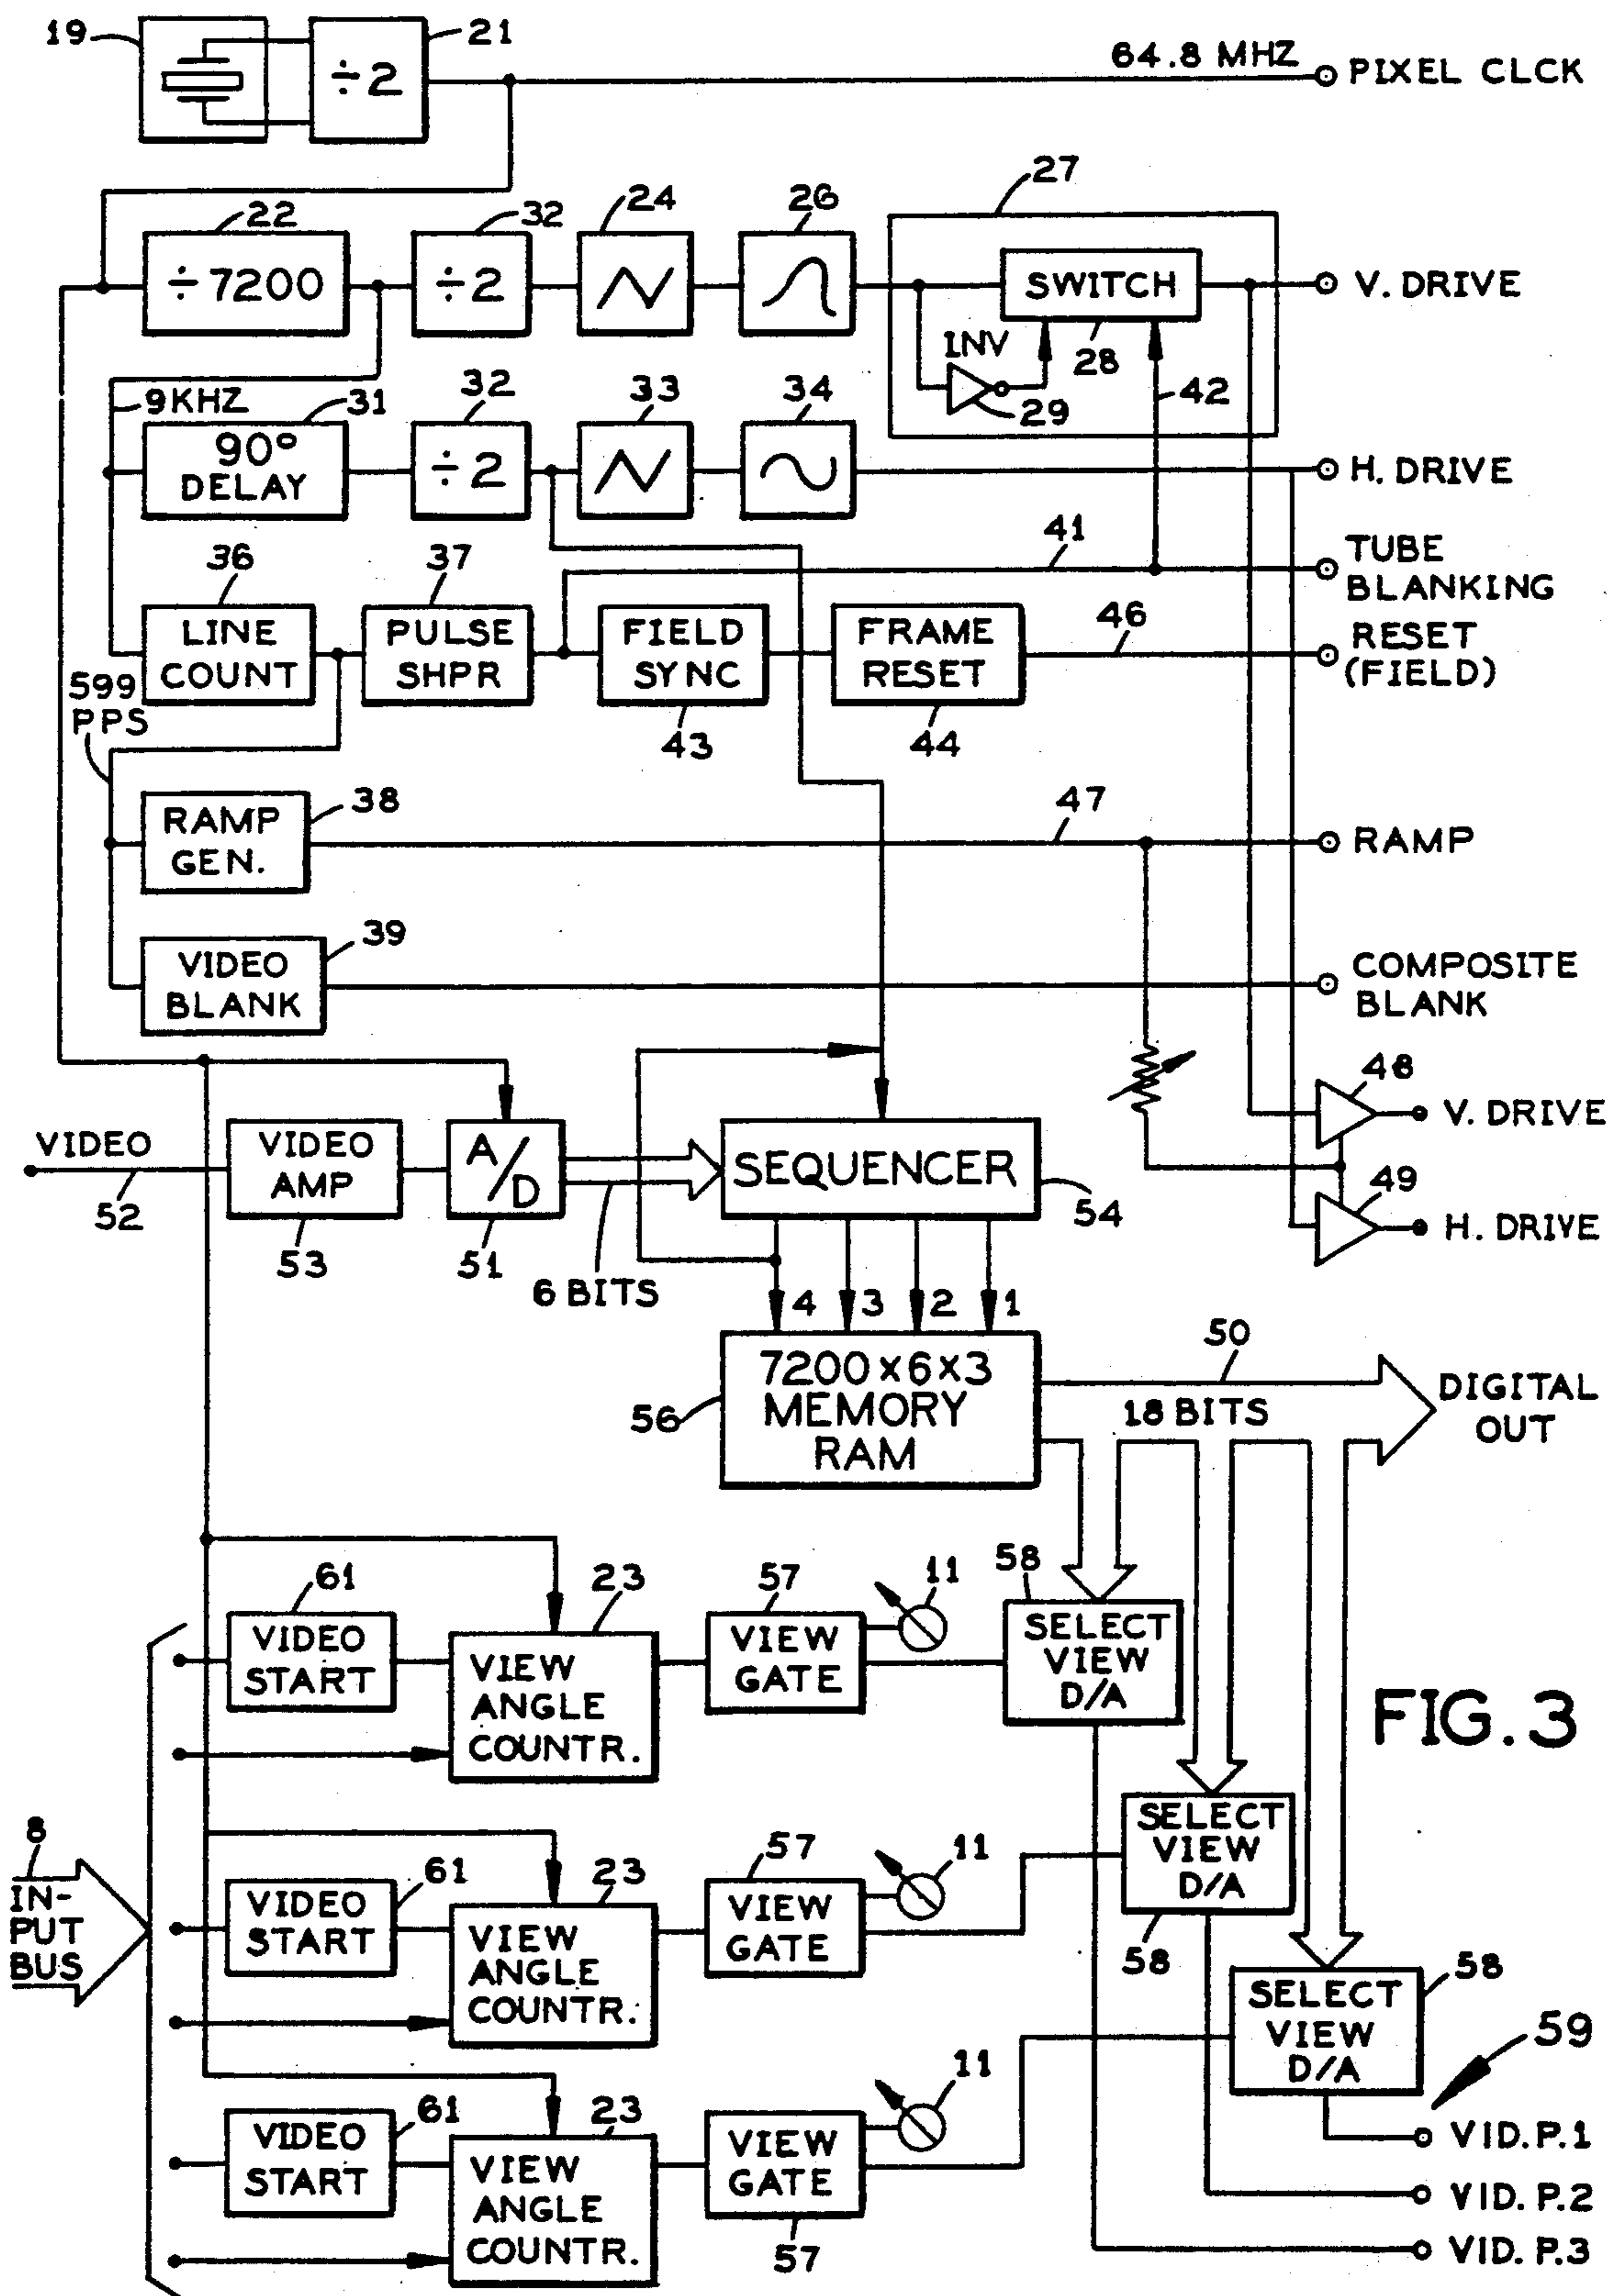 19
21
÷2
64.8 MHZ
PIXEL CLCK
27
22
32
24
26
÷7200
÷2
SWITCH
V. DRIVE
INV
28
29
42
9KHZ
31
32
33
34
90°
DELAY
÷2
H. DRIVE
36
37
41
TUBE
BLANKING
LINE
COUNT
PULSE
SHPR
FIELD
SYNC
FRAME
RESET
46
RESET
(FIELD)
599
PPS
43
44
RAMP
GEN.
38
47
RAMP
39
VIDEO
BLANK
COMPOSITE
BLANK
48
V. DRIVE
VIDEO
52
VIDEO
AMP
53
A/D
51
6 BITS
SEQUENCER
54
49
H. DRIVE
4
3
2
1
7200x6x3
MEMORY
RAM
56
50
18 BITS
DIGITAL
OUT
61
23
57
11
58
VIDEO
START
VIEW
ANGLE
COUNTR.
VIEW
GATE
SELECT
VIEW
D/A
FIG. 3
8
IN-
PUT
BUS
61
23
57
11
VIDEO
START
VIEW
ANGLE
COUNTR.
VIEW
GATE
SELECT
VIEW
D/A
58
61
23
11
VIDEO
START
VIEW
ANGLE
COUNTR.
VIEW
GATE
57
SELECT
VIEW
D/A
58
59
VID. P.1
VID. P.2
VID. P.3